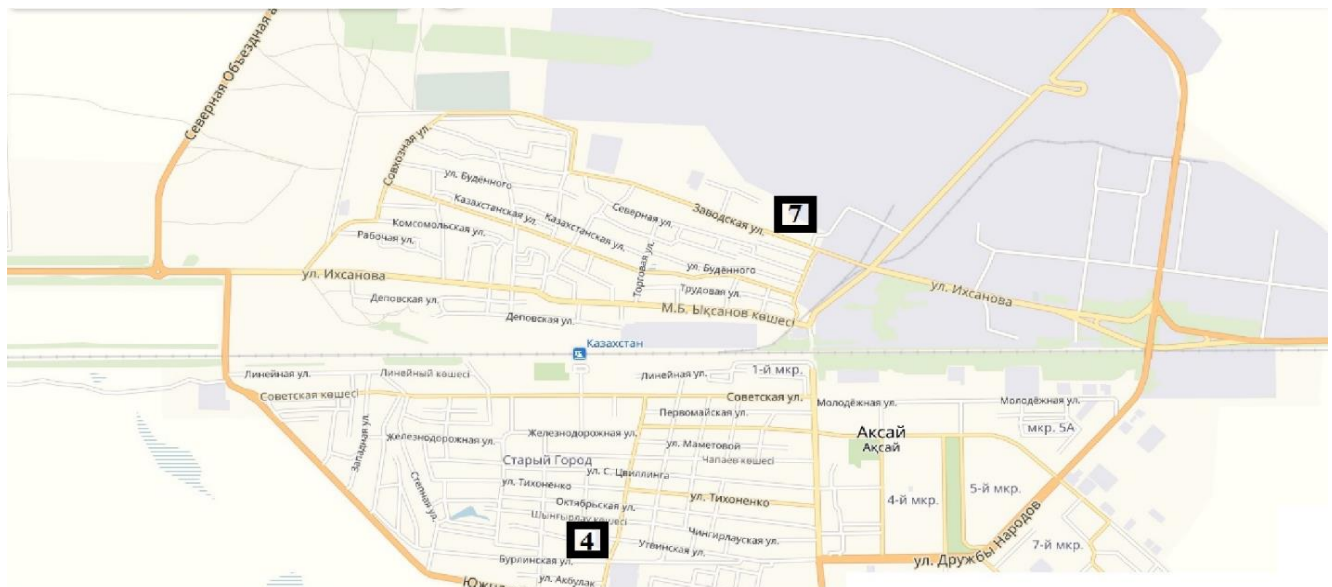 Северная Объездная а
Совхозная ул.
ул. Будённого
Казахстанская ул.
Казахстанская ул.
Северная ул.
Заводская ул.
7
Комсомольская ул.
Рабочая ул.
Торговая ул.
ул. Будённого
ул. Ихсанова
Трудовая ул.
ул. Ихсанова
Деповская ул.
М.Б. Ықсанов көшесі
Деповская ул.
Казахстан
Линейная ул.
Линейный көшесі
Линейная ул.
1-й мкр.
Советская көшесі
Советская ул.
Молодёжная ул.
Молодёжная ул.
Первомайская ул.
Западная ул.
Железнодорожная ул.
Железнодорожная ул.
ул. Маметовой
Аксай
Ақсай
мкр. 5А
Старый Город
Чапаев көшесі
ул. С. Цвиллинга
Степная ул.
ул. Тихоненко
ул. Тихоненко
4-й мкр.
5-й мкр.
Октябрьская ул.
Шыңғырлау көшесі
4
Чингирлауская ул.
Утвинская ул.
7-й мкр.
Бурлинская ул.
ул. Дружбы Народов
ул. Акбулак